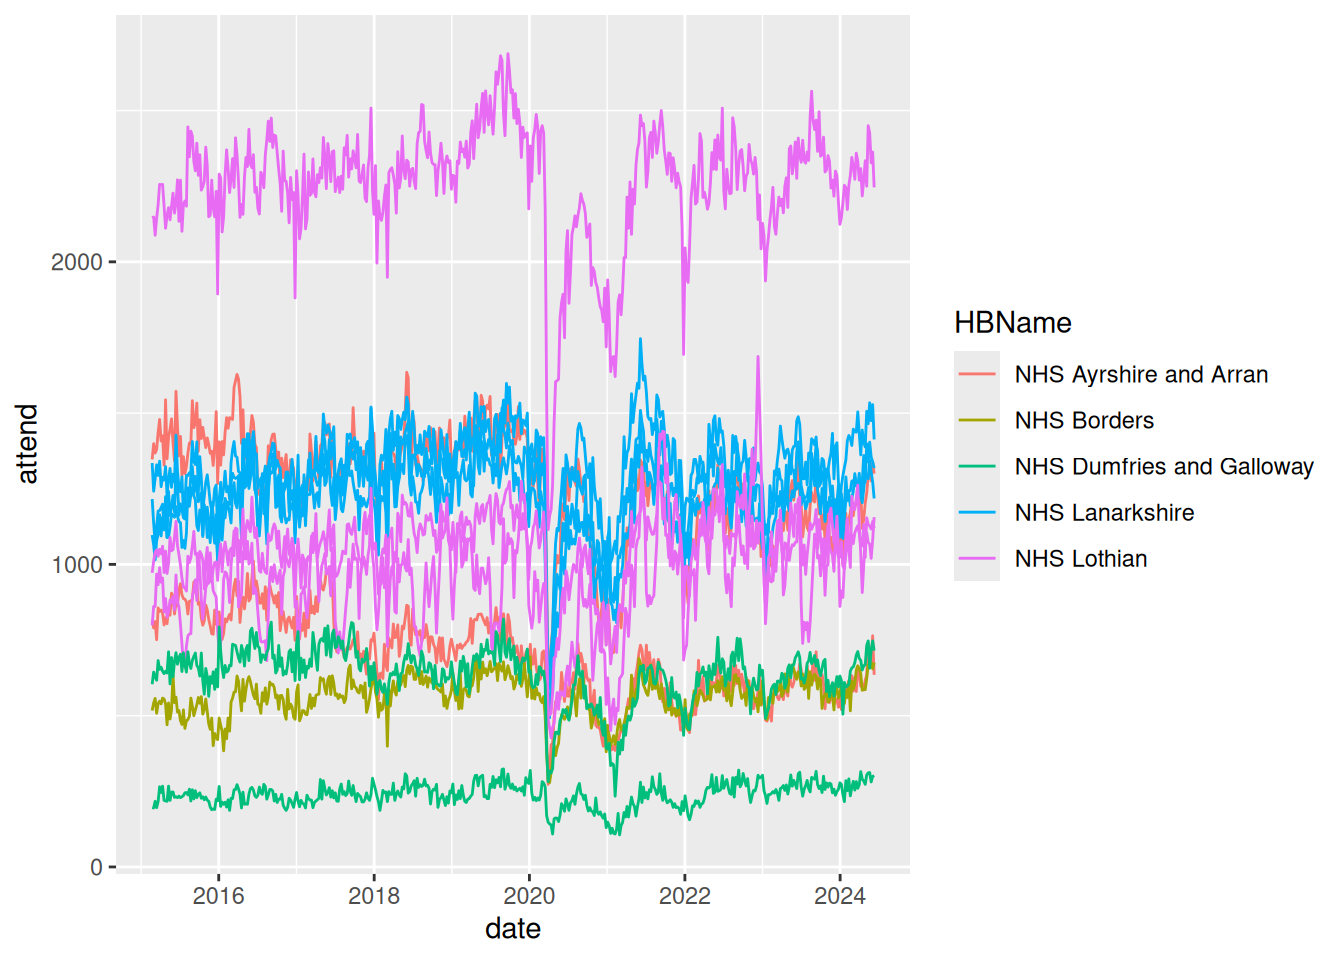 attend
2000
1000
0
2016
2018
2020
2022
2024
date
HBName
NHS Ayrshire and Arran
NHS Borders
NHS Dumfries and Galloway
NHS Lanarkshire
NHS Lothian